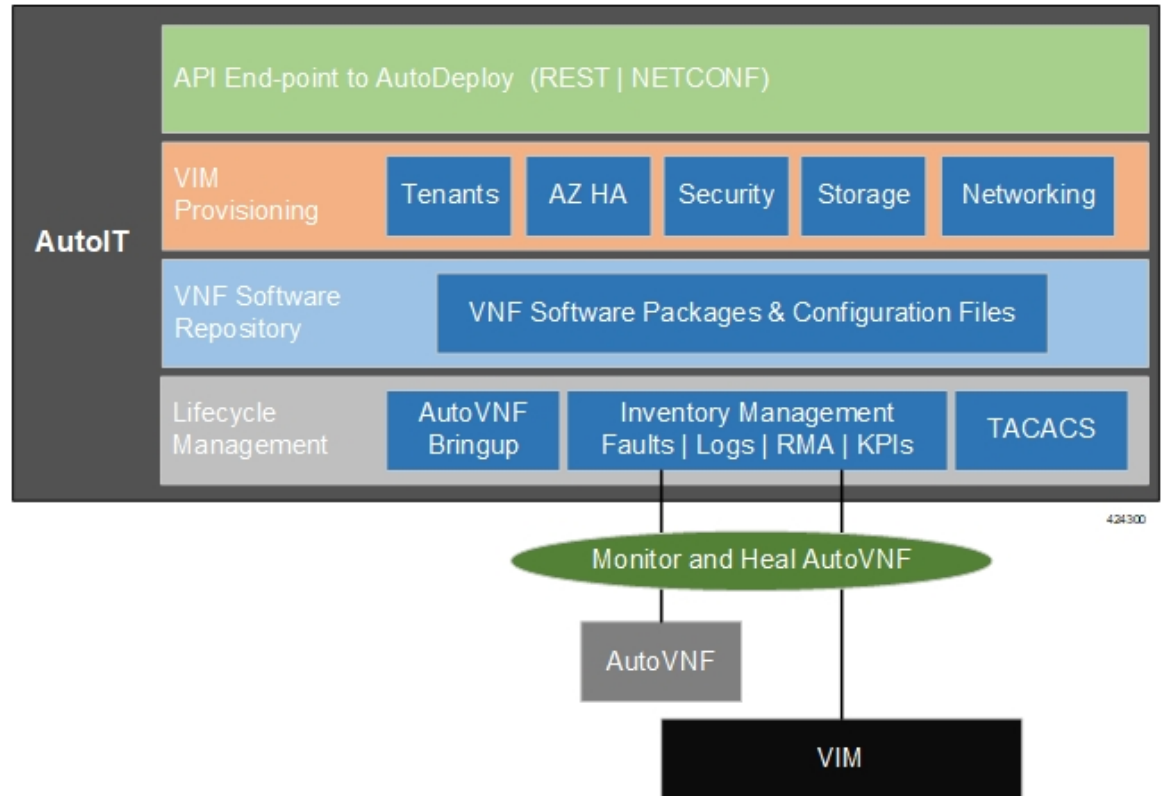 API End-point to AutoDeploy (REST | NETCONF)
AutoIT
VIM
Provisioning
Tenants
AZ HA
Security
Storage
Networking
VNF Software
Repository
VNF Software Packages & Configuration Files
Lifecycle
Management
AutoVNF
Bringup
Inventory Management
Faults | Logs | RMA | KPIs
TACACS
424300
Monitor and Heal AutoVNF
AutoVNF
VIM